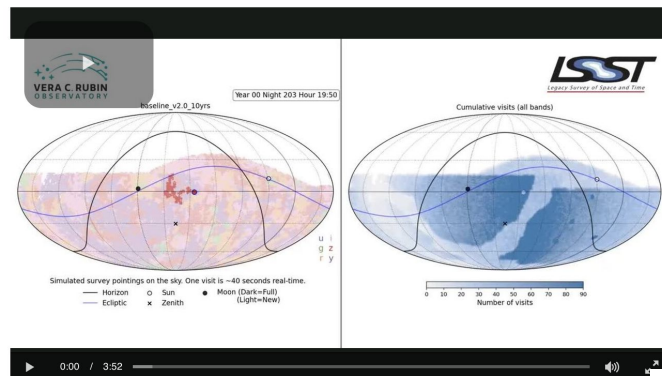 VERA C. RUBIN
OBSERVATORY
LSST
Legacy Survey of Space and Time
Year 00 Night 203 Hour 19:50
baseline_v2.0_10yrs
Cumulative visits (all bands)
u i
g z
r y
Simulated survey pointings on the sky. One visit is ~40 seconds real-time.
Horizon Sun Moon (Dark=Full)
Ecliptic Zenith (Light=New)
0 10 20 30 40 50 60 70 80 90
Number of visits
0:00 / 3:52